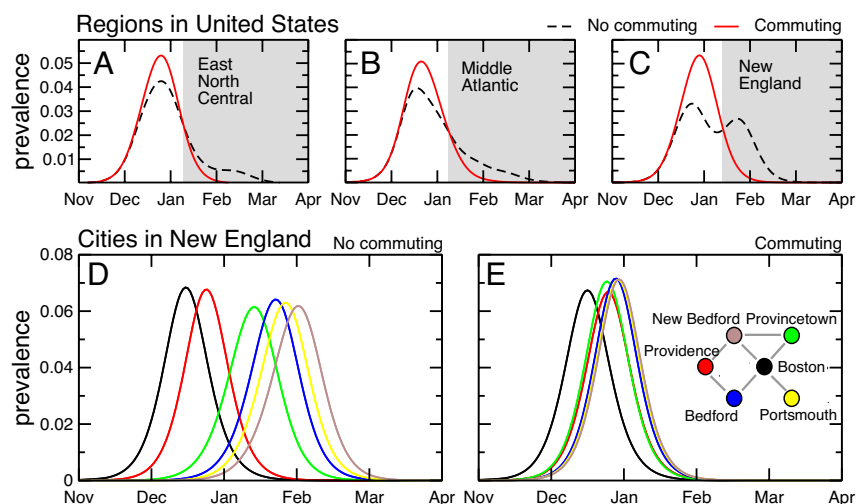 Regions in United States
No commuting
Commuting
prevalence
0.05
0.04
0.03
0.02
0.01
A
East
North
Central
B
Middle
Atlantic
C
New
England
Nov Dec Jan Feb Mar Apr
Nov Dec Jan Feb Mar Apr
Nov Dec Jan Feb Mar Apr
Cities in New England
No commuting
Commuting
prevalence
0.08
0.06
0.04
0.02
0
D
E
New Bedford Provincetown
Providence
Boston
Bedford
Portsmouth
Nov Dec Jan Feb Mar Apr
Nov Dec Jan Feb Mar Apr